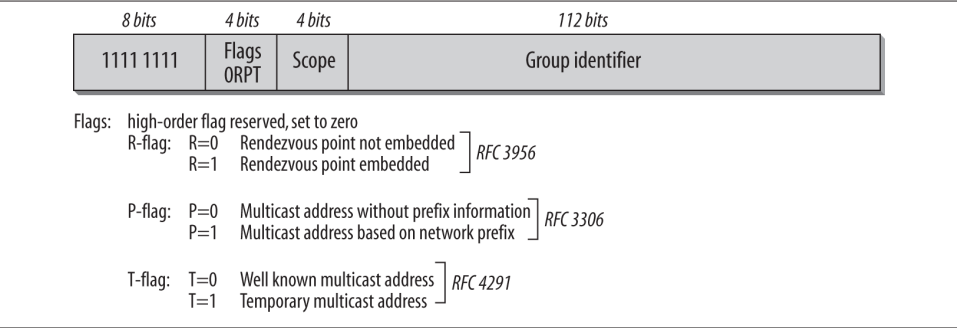 8 bits 4 bits 4 bits 112 bits
1111 1111 Flags 0RPT Scope Group identifier
Flags: high-order flag reserved, set to zero
R-flag: R=0 Rendezvous point not embedded
R=1 Rendezvous point embedded
RFC 3956
P-flag: P=0 Multicast address without prefix information
P=1 Multicast address based on network prefix
RFC 3306
T-flag: T=0 Well known multicast address
T=1 Temporary multicast address
RFC 4291